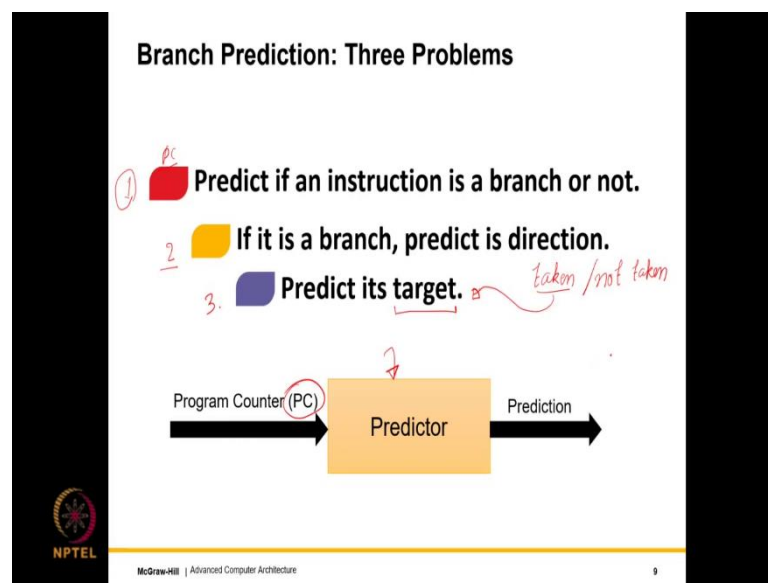 Branch Prediction: Three Problems
PC
1 Predict if an instruction is a branch or not.
2 If it is a branch, predict is direction.
3. Predict its target. taken / not taken
Program Counter (PC)
Predictor
Prediction
NPTEL
McGraw-Hill | Advanced Computer Architecture
9